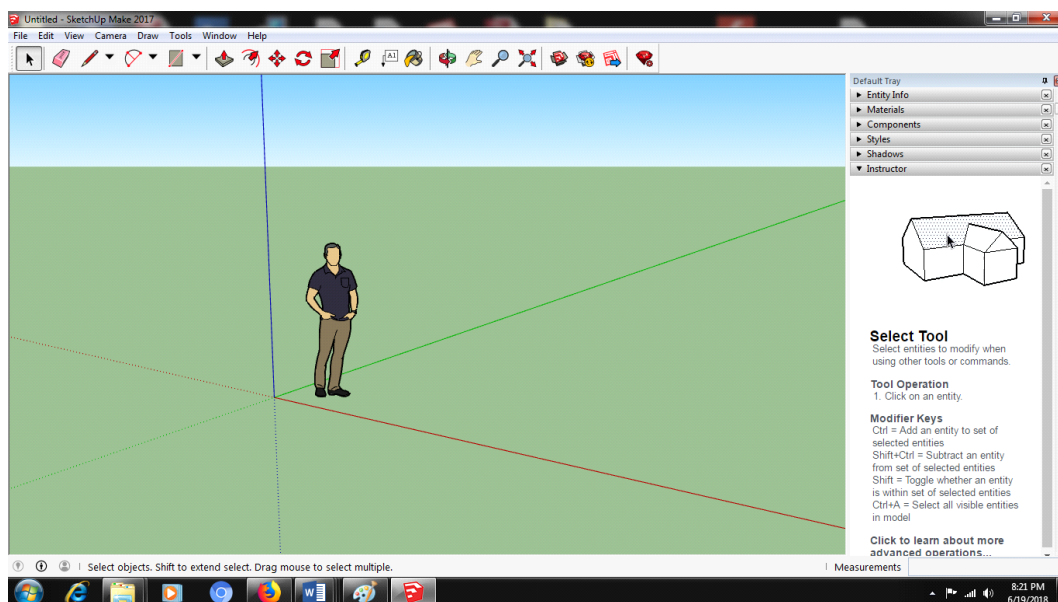 Untitled - SketchUp Make 2017
File Edit View Camera Draw Tools Window Help
A1
Default Tray
Entity Info
Materials
Components
Styles
Shadows
Instructor
Select Tool
Select entities to modify when
using other tools or commands.
Tool Operation
1. Click on an entity.
Modifier Keys
Ctrl = Add an entity to set of
selected entities
Shift+Ctrl = Subtract an entity
from set of selected entities
Shift = Toggle whether an entity
is within set of selected entities
Ctrl+A = Select all visible entities
in model
Click to learn about more
advanced operations...
Select objects. Shift to extend select. Drag mouse to select multiple.
Measurements
8:21 PM
6/19/2018